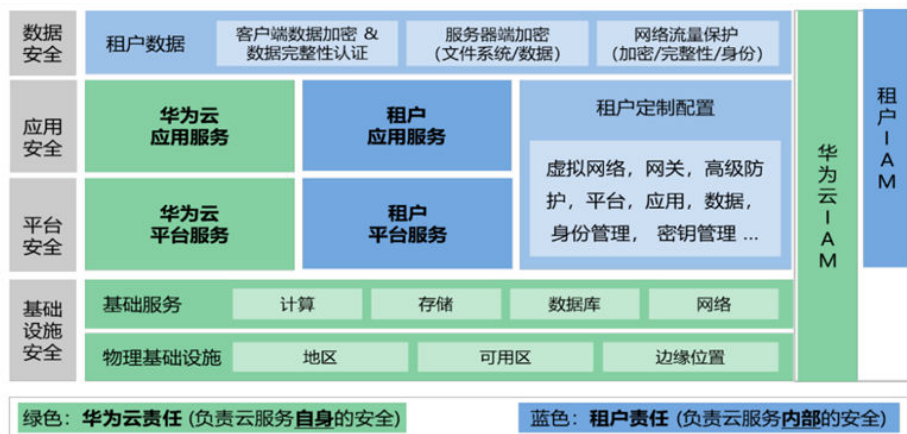 数据
安全
租户数据
客户端数据加密 &
数据完整性认证
服务器端加密
(文件系统/数据)
网络流量保护
(加密/完整性/身份)
应用
安全
华为云
应用服务
租户
应用服务
租户定制配置
虚拟网络，网关，高级防
护，平台，应用，数据，
身份管理， 密钥管理 ...
平台
安全
华为云
平台服务
租户
平台服务
基础
设施
安全
基础服务
计算
存储
数据库
网络
物理基础设施
地区
可用区
边缘位置
华为云IAM
租户IAM
绿色：华为云责任 (负责云服务自身的安全)
蓝色：租户责任 (负责云服务内部的安全)